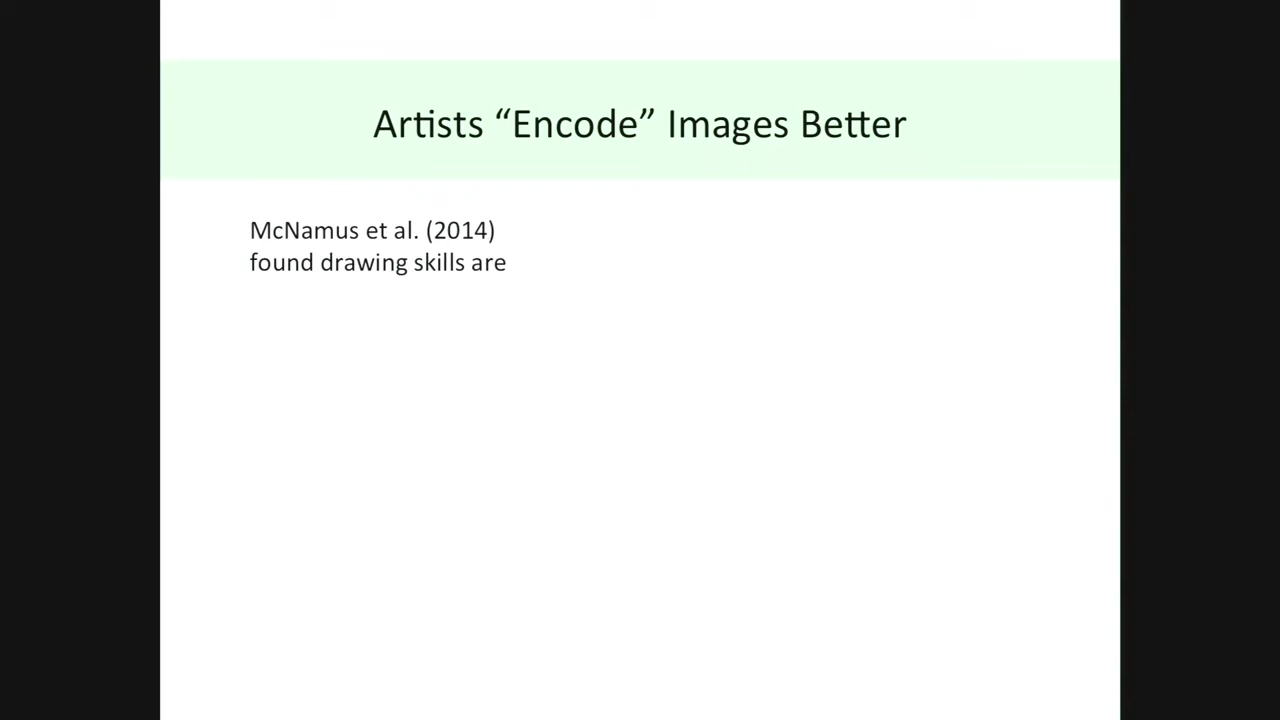 Artists “Encode” Images Better
McNamus et al. (2014)
found drawing skills are